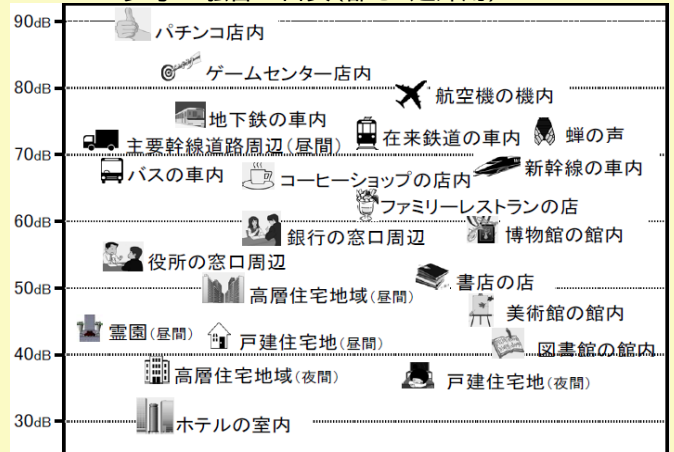 90dB
パチンコ店内
ゲームセンター店内
80dB
航空機の機内
地下鉄の車内
主要幹線道路周辺(昼間)
在来鉄道の車内
蝉の声
70dB
バスの車内
コーヒーショップの店内
新幹線の車内
ファミリーレストランの店
60dB
銀行の窓口周辺
博物館の館内
役所の窓口周辺
50dB
書店の店
高層住宅地域(昼間)
美術館の館内
霊園(昼間)
戸建住宅地(昼間)
図書館の館内
40dB
高層住宅地域(夜間)
戸建住宅地(夜間)
30dB
ホテルの室内